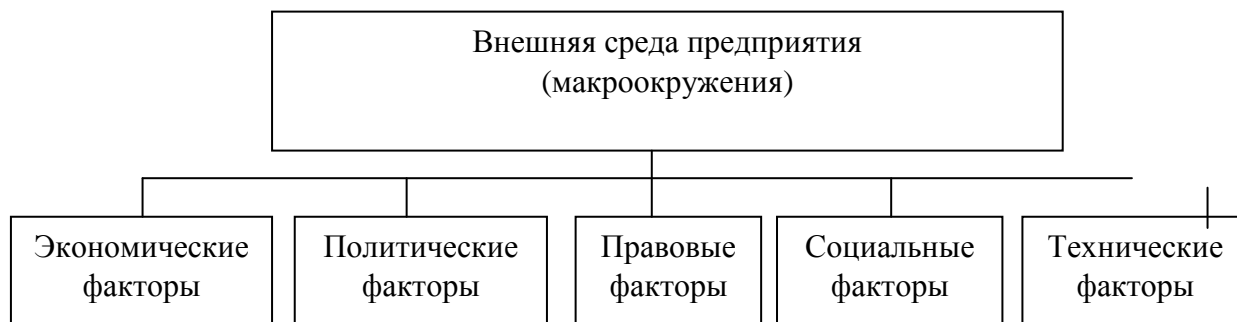 Внешняя среда предприятия
(макроокружения)
Экономические
факторы
Политические
факторы
Правовые
факторы
Социальные
факторы
Технические
факторы